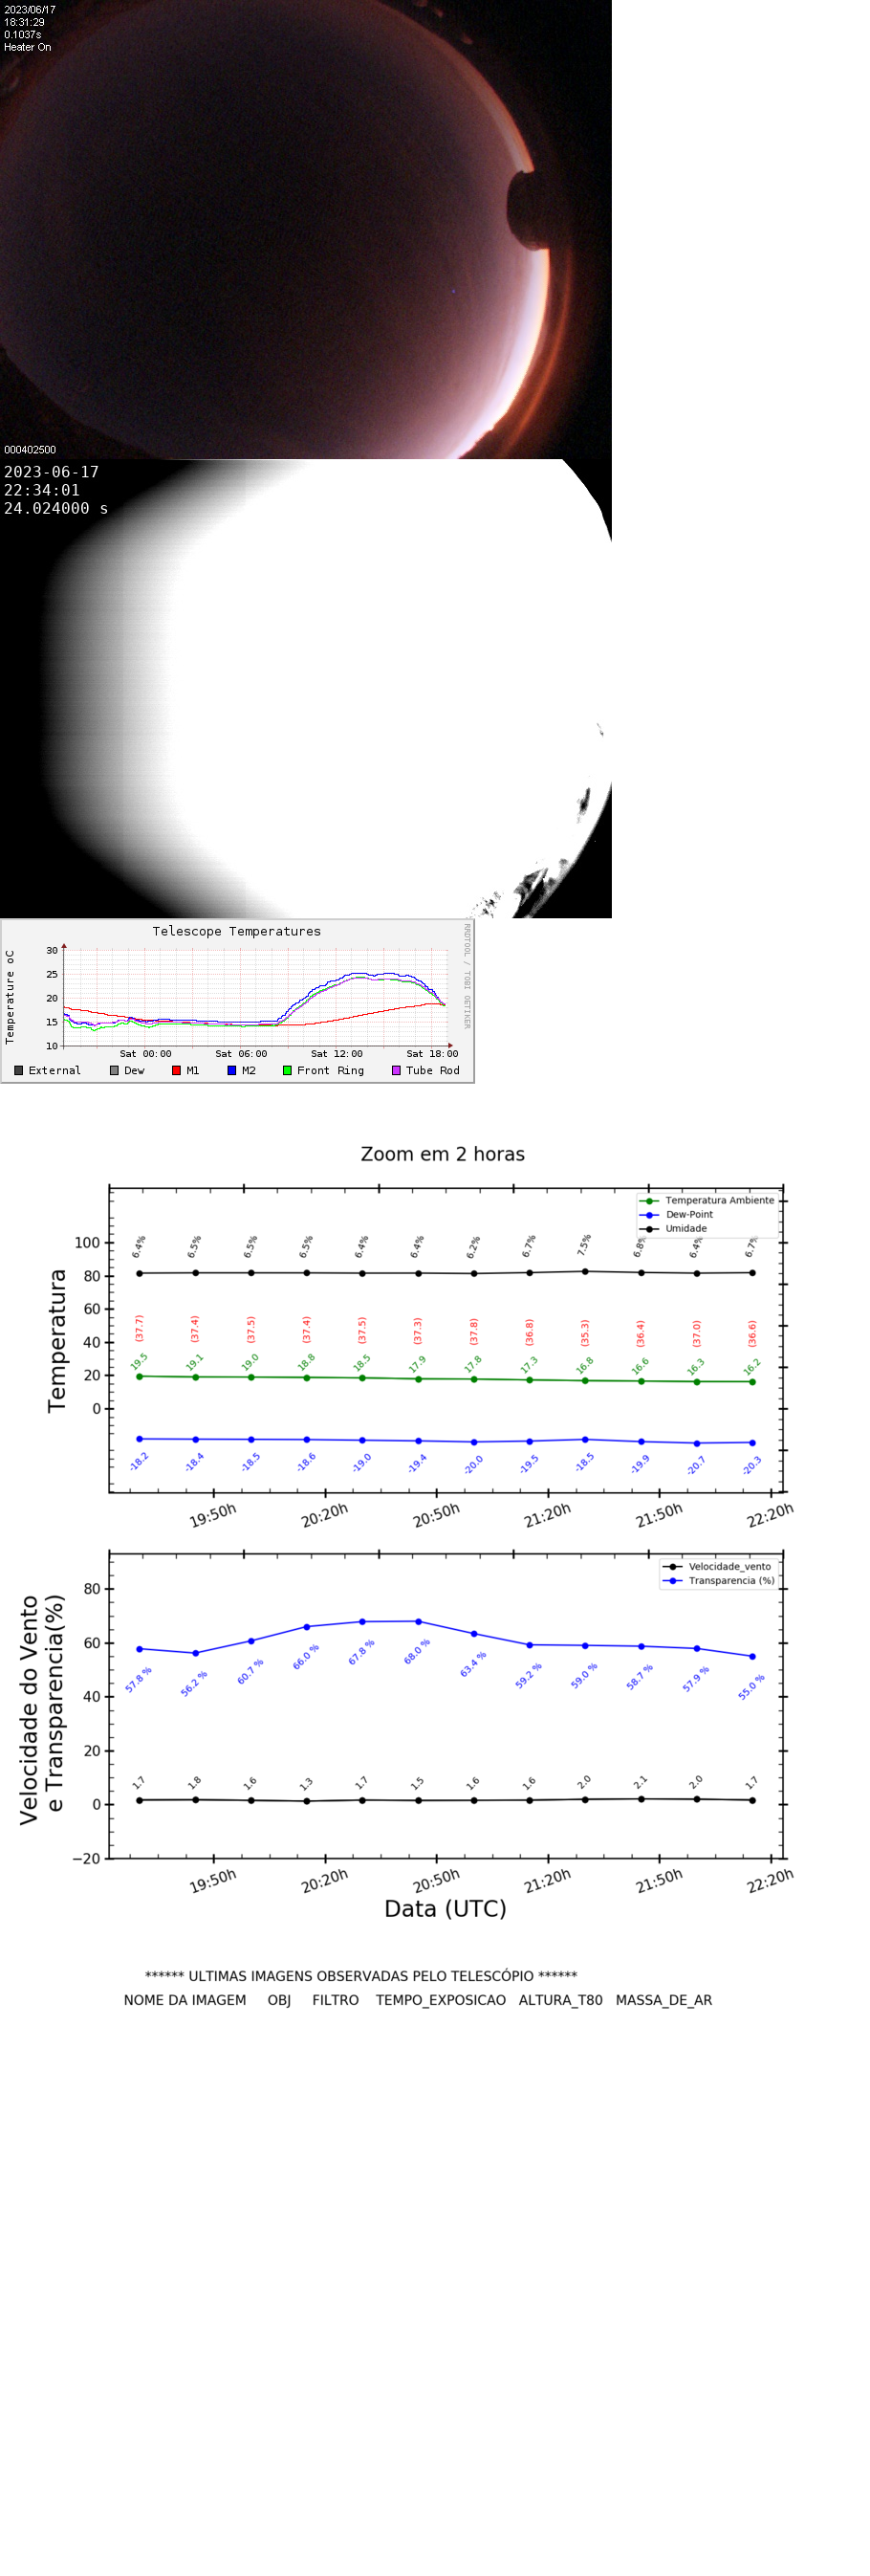 2023/06/17
18:31:29
0.1037s
Heater On
000402500
2023-06-17
22:34:01
24.024000 s
Telescope Temperatures
RRDTOOL / TOBI OETIKER
Temperature oC
30
25
20
15
10
Sat 00:00 Sat 06:00 Sat 12:00 Sat 18:00
External Dew M1 M2 Front Ring Tube Rod
Zoom em 2 horas
Temperatura Ambiente
Dew-Point
Umidade
Temperatura
100
80
60
40
20
0
6.4% 6.5% 6.5% 6.5% 6.4% 6.4% 6.2% 6.7% 7.5% 6.8% 6.4% 6.7%
(37.7) (37.4) (37.5) (37.4) (37.5) (37.3) (37.8) (36.8) (35.3) (36.4) (37.0) (36.6)
19.5 19.1 19.0 18.8 18.5 17.9 17.8 17.3 16.8 16.6 16.3 16.2
-18.2 -18.4 -18.5 -18.6 -19.0 -19.4 -20.0 -19.5 -18.5 -19.9 -20.7 -20.3
19:50h 20:20h 20:50h 21:20h 21:50h 22:20h
Velocidade_vento
Transparencia (%)
Velocidade do Vento
e Transparencia(%)
80
60
40
20
0
−20
57.8 % 56.2 % 60.7 % 66.0 % 67.8 % 68.0 % 63.4 % 59.2 % 59.0 % 58.7 % 57.9 % 55.0 %
1.7 1.8 1.6 1.3 1.7 1.5 1.6 1.6 2.0 2.1 2.0 1.7
19:50h 20:20h 20:50h 21:20h 21:50h 22:20h
Data (UTC)
****** ULTIMAS IMAGENS OBSERVADAS PELO TELESCÓPIO ******
NOME DA IMAGEM OBJ FILTRO TEMPO_EXPOSICAO ALTURA_T80 MASSA_DE_AR